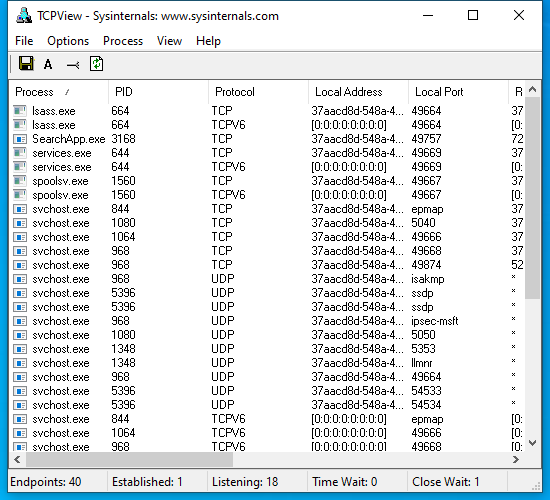 TCPView - Sysinternals: www.sysinternals.com
File Options Process View Help
A
Process / PID Protocol Local Address Local Port R
lsass.exe 664 TCP 37aacd8d-548a-4... 49664 37
lsass.exe 664 TCPV6 [0:0:0:0:0:0:0:0] 49664 [0:
SearchApp.exe 3168 TCP 37aacd8d-548a-4... 49757 72
services.exe 644 TCP 37aacd8d-548a-4... 49669 37
services.exe 644 TCPV6 [0:0:0:0:0:0:0:0] 49669 [0:
spoolsv.exe 1560 TCP 37aacd8d-548a-4... 49667 37
spoolsv.exe 1560 TCPV6 [0:0:0:0:0:0:0:0] 49667 [0:
svchost.exe 844 TCP 37aacd8d-548a-4... epmap 37
svchost.exe 1080 TCP 37aacd8d-548a-4... 5040 37
svchost.exe 1064 TCP 37aacd8d-548a-4... 49666 37
svchost.exe 968 TCP 37aacd8d-548a-4... 49668 37
svchost.exe 968 TCP 37aacd8d-548a-4... 49874 52
svchost.exe 968 UDP 37aacd8d-548a-4... isakmp *
svchost.exe 5396 UDP 37aacd8d-548a-4... ssdp *
svchost.exe 5396 UDP 37aacd8d-548a-4... ssdp *
svchost.exe 968 UDP 37aacd8d-548a-4... ipsec-msft *
svchost.exe 1080 UDP 37aacd8d-548a-4... 5050 *
svchost.exe 1348 UDP 37aacd8d-548a-4... 5353 *
svchost.exe 1348 UDP 37aacd8d-548a-4... llmnr *
svchost.exe 968 UDP 37aacd8d-548a-4... 49664 *
svchost.exe 5396 UDP 37aacd8d-548a-4... 54533 *
svchost.exe 5396 UDP 37aacd8d-548a-4... 54534 *
svchost.exe 844 TCPV6 [0:0:0:0:0:0:0:0] epmap [0:
svchost.exe 1064 TCPV6 [0:0:0:0:0:0:0:0] 49666 [0:
svchost.exe 968 TCPV6 [0:0:0:0:0:0:0:0] 49668 [0:
Endpoints: 40 Established: 1 Listening: 18 Time Wait: 0 Close Wait: 1